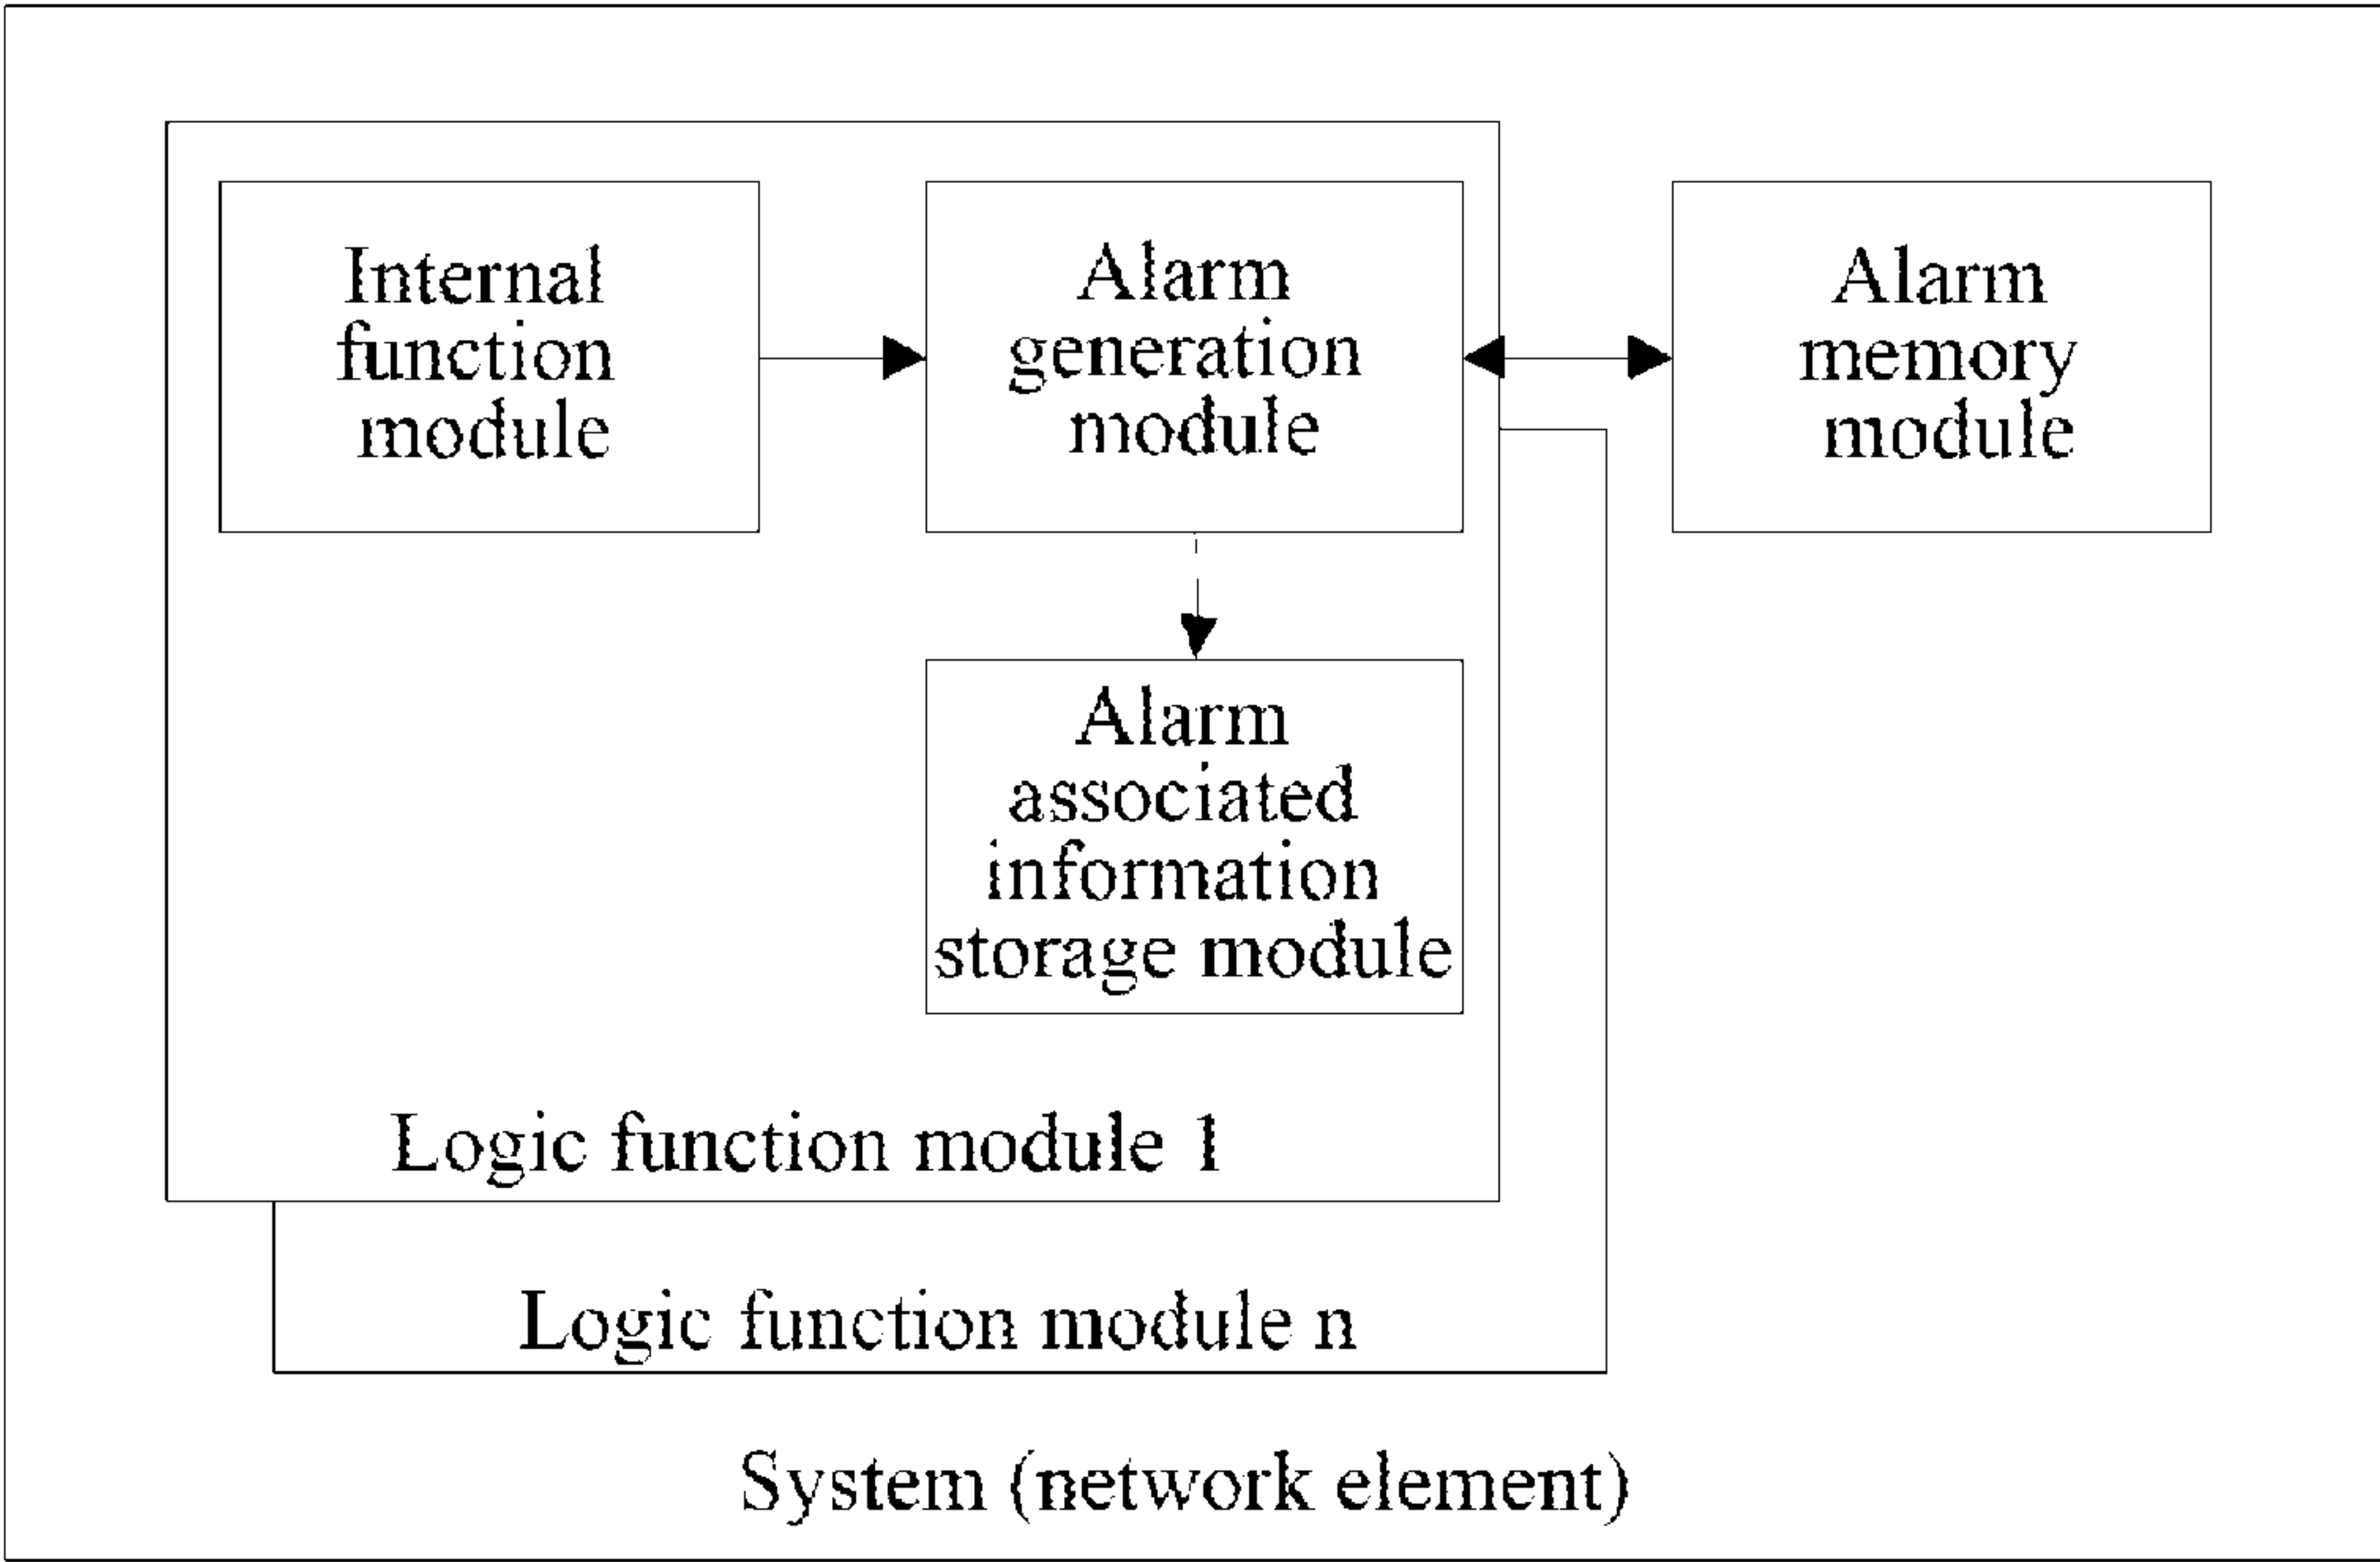 Internal
function
module
Alarm
generation
module
Alarm
memory
module
Alarm
associated
information
storage module
Logic function module 1
Logic function module n
System (network element)